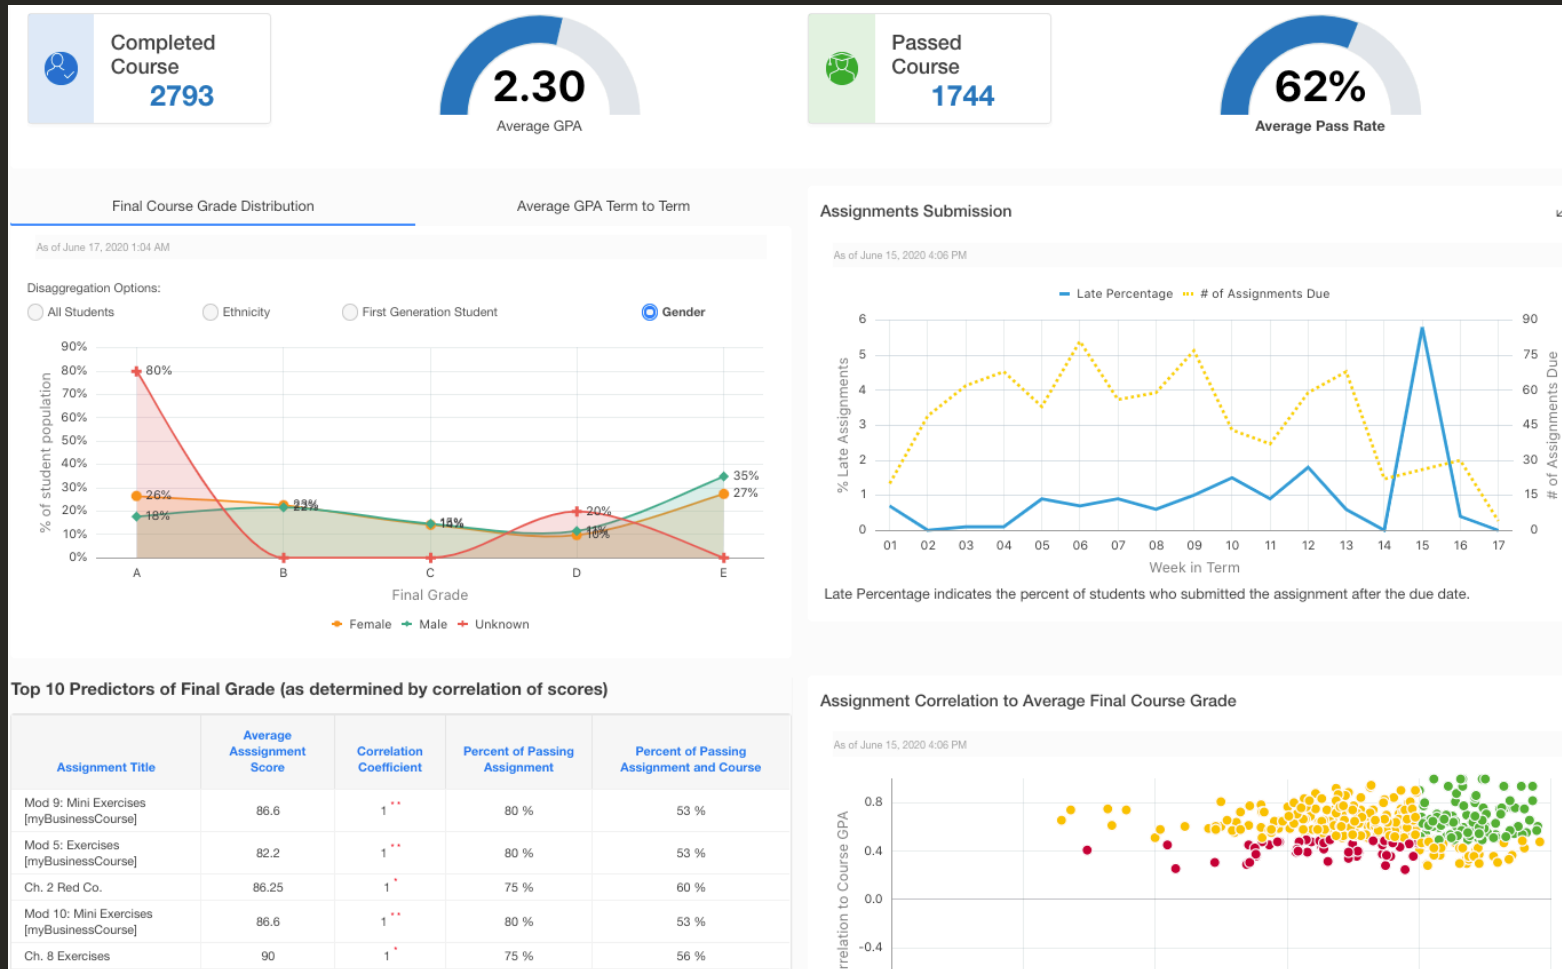 Completed
Course
2793
2.30
Average GPA
Passed
Course
1744
62%
Average Pass Rate
Final Course Grade Distribution
Average GPA Term to Term
As of June 17, 2020 1:04 AM
Disaggregation Options:
All Students
Ethnicity
First Generation Student
Gender
% of student population
90%
80%
70%
60%
50%
40%
30%
20%
10%
0%
80%
26%
18%
20%
11%
10%
35%
27%
A B C D E
Final Grade
Female Male Unknown
Assignments Submission
As of June 15, 2020 4:06 PM
Late Percentage # of Assignments Due
% Late Assignments
6
5
4
3
2
1
0
# of Assignments Due
90
75
60
45
30
15
0
01 02 03 04 05 06 07 08 09 10 11 12 13 14 15 16 17
Week in Term
Late Percentage indicates the percent of students who submitted the assignment after the due date.
Top 10 Predictors of Final Grade (as determined by correlation of scores)
Assignment Title
Average
Asssignment
Score
Correlation
Coefficient
Percent of Passing
Assignment
Percent of Passing
Assignment and Course
Mod 9: Mini Exercises
[myBusinessCourse]
86.6 1 ** 80 % 53 %
Mod 5: Exercises
[myBusinessCourse]
82.2 1 ** 80 % 53 %
Ch. 2 Red Co. 86.25 1 * 75 % 60 %
Mod 10: Mini Exercises
[myBusinessCourse]
86.6 1 ** 80 % 53 %
Ch. 8 Exercises 90 1 * 75 % 56 %
Assignment Correlation to Average Final Course Grade
As of June 15, 2020 4:06 PM
rrelation to Course GPA
0.8
0.4
0.0
-0.4